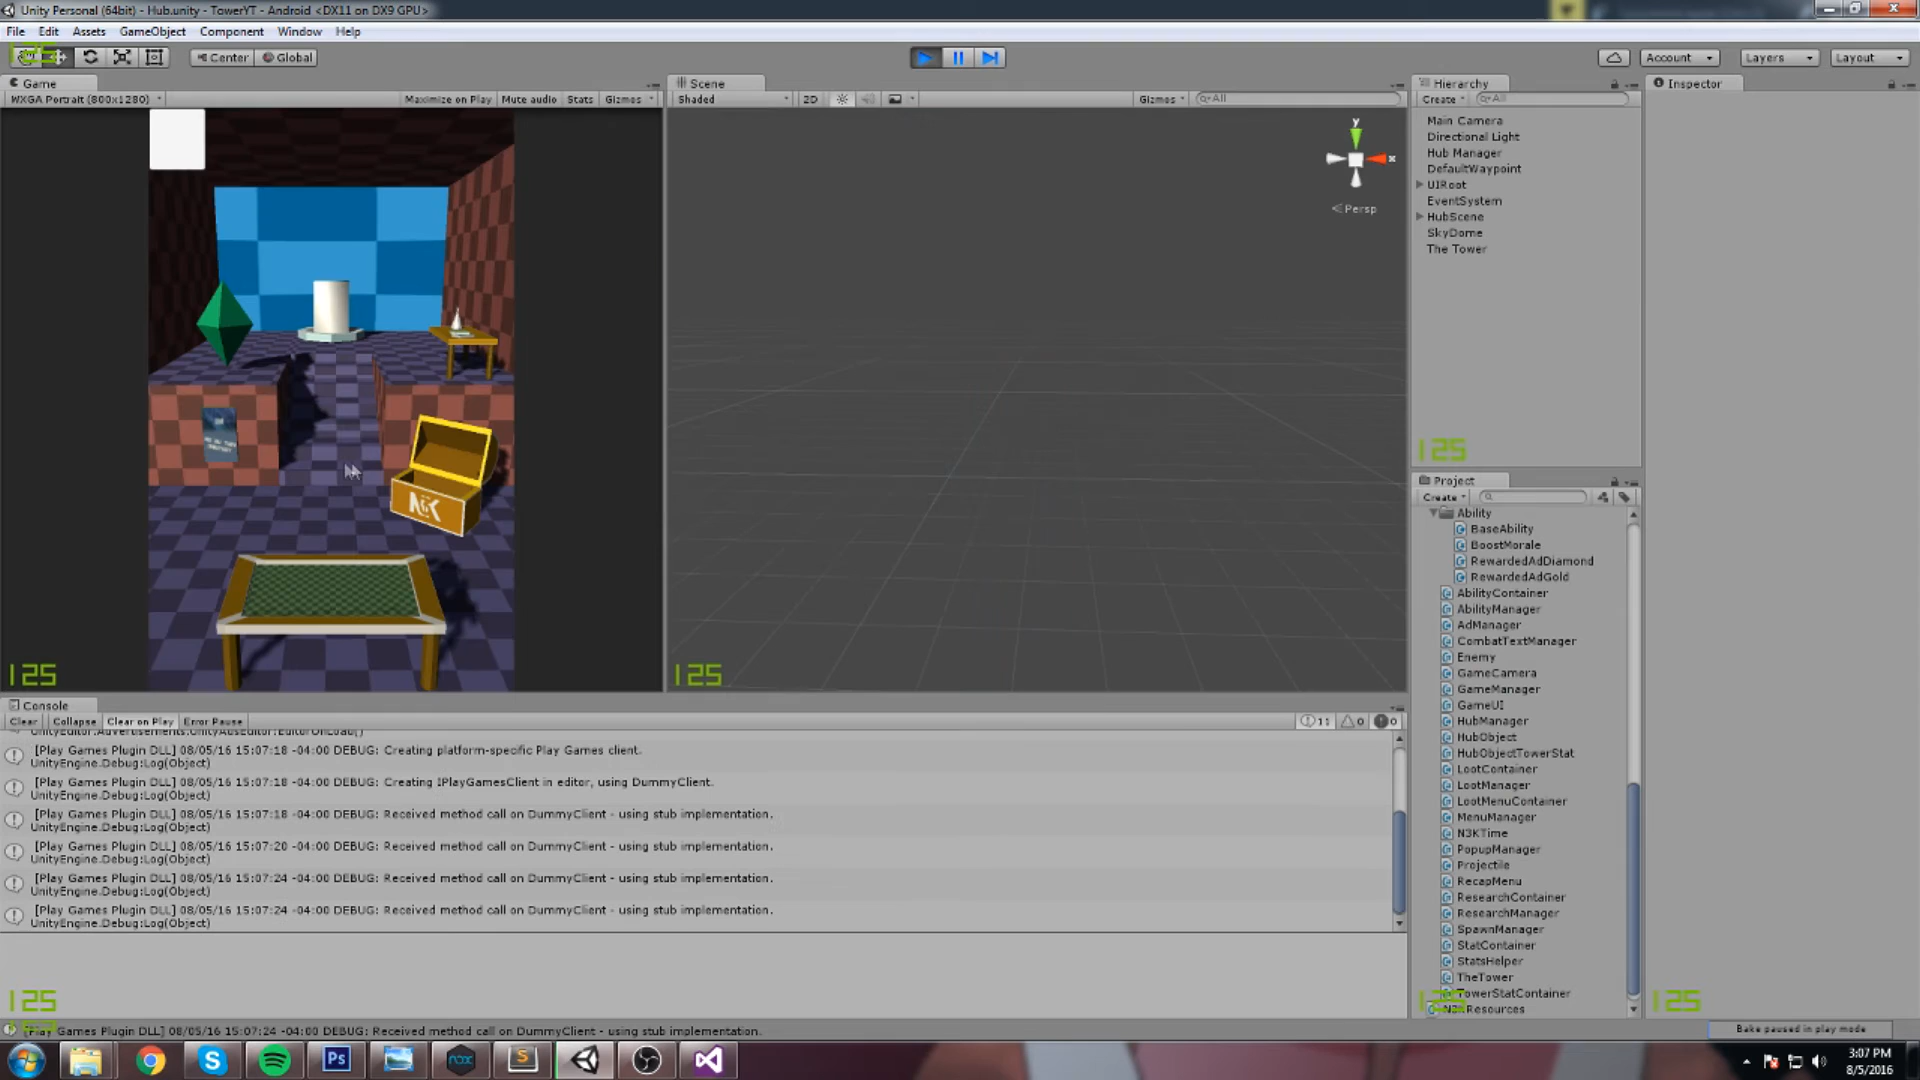 Unity Personal (64bit) - Hub.unity - TowerYT - Android <DX11 on DX9 GPU>
File Edit Assets GameObject Component Window Help
Center Global
Account Layers Layout
Game
Scene
Hierarchy
Inspector
WXGA Portrait (800x1280) Maximize on Play Mute audio Stats Gizmos
Shaded 2D Gizmos All
Create All
y
x
Persp
Main Camera
Directional Light
Hub Manager
DefaultWaypoint
UIRoot
EventSystem
HubScene
SkyDome
The Tower
125
125
125
125
NK
Project
Create
Ability
BaseAbility
BoostMorale
RewardedAdDiamond
RewardedAdGold
AbilityContainer
AbilityManager
AdManager
CombatTextManager
Enemy
GameCamera
GameManager
GameUI
HubManager
HubObject
HubObjectTowerStat
LootContainer
LootManager
LootMenuContainer
MenuManager
N3KTime
PopupManager
Projectile
RecapMenu
ResearchContainer
ResearchManager
SpawnManager
StatContainer
StatsHelper
TheTower
TowerStatContainer
Resources
Console
Clear Collapse Clear on Play Error Pause 11 0 0
UnityEditor.Advertisements.UnityAdsEditor:EditorOnLoad()
[Play Games Plugin DLL] 08/05/16 15:07:18 -04:00 DEBUG: Creating platform-specific Play Games client.
UnityEngine.Debug:Log(Object)
[Play Games Plugin DLL] 08/05/16 15:07:18 -04:00 DEBUG: Creating IPlayGamesClient in editor, using DummyClient.
UnityEngine.Debug:Log(Object)
[Play Games Plugin DLL] 08/05/16 15:07:18 -04:00 DEBUG: Received method call on DummyClient - using stub implementation.
UnityEngine.Debug:Log(Object)
[Play Games Plugin DLL] 08/05/16 15:07:20 -04:00 DEBUG: Received method call on DummyClient - using stub implementation.
UnityEngine.Debug:Log(Object)
[Play Games Plugin DLL] 08/05/16 15:07:24 -04:00 DEBUG: Received method call on DummyClient - using stub implementation.
UnityEngine.Debug:Log(Object)
[Play Games Plugin DLL] 08/05/16 15:07:24 -04:00 DEBUG: Received method call on DummyClient - using stub implementation.
UnityEngine.Debug:Log(Object)
125
125
125
Games Plugin DLL] 08/05/16 15:07:24 -04:00 DEBUG: Received method call on DummyClient - using stub implementation.
Bake paused in play mode
Ps
nox
3:07 PM
8/5/2016